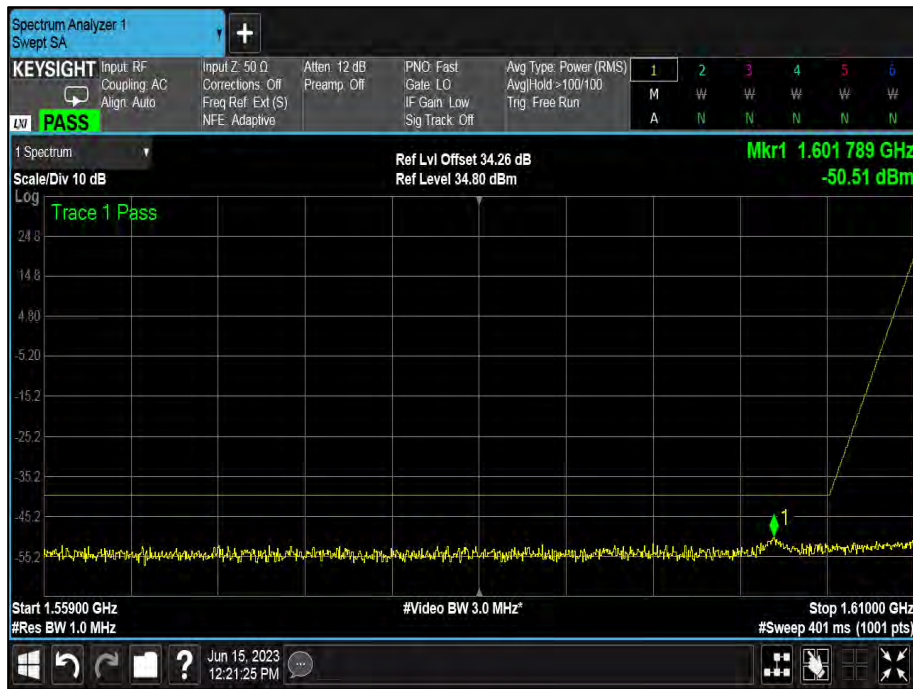 Spectrum Analyzer 1
Swept SA
+
KEYSIGHT
Input: RF
Coupling: AC
Align: Auto
LXI PASS
Input Z: 50 Ω
Corrections: Off
Freq Ref: Ext (S)
NFE: Adaptive
Atten: 12 dB
Preamp: Off
PNO: Fast
Gate: LO
IF Gain: Low
Sig Track: Off
Avg Type: Power (RMS)
Avg|Hold >100/100
Trig: Free Run
1 2 3 4 5 6
M W W W W W
A N N N N N
1 Spectrum
Scale/Div 10 dB
Ref Lvl Offset 34.26 dB
Ref Level 34.80 dBm
Mkr1 1.601 789 GHz
-50.51 dBm
Log
Trace 1 Pass
24.8
14.8
4.80
-5.20
-15.2
-25.2
-35.2
-45.2
-55.2
1
Start 1.55900 GHz
#Res BW 1.0 MHz
#Video BW 3.0 MHz*
Stop 1.61000 GHz
#Sweep 401 ms (1001 pts)
?
Jun 15, 2023
12:21:25 PM